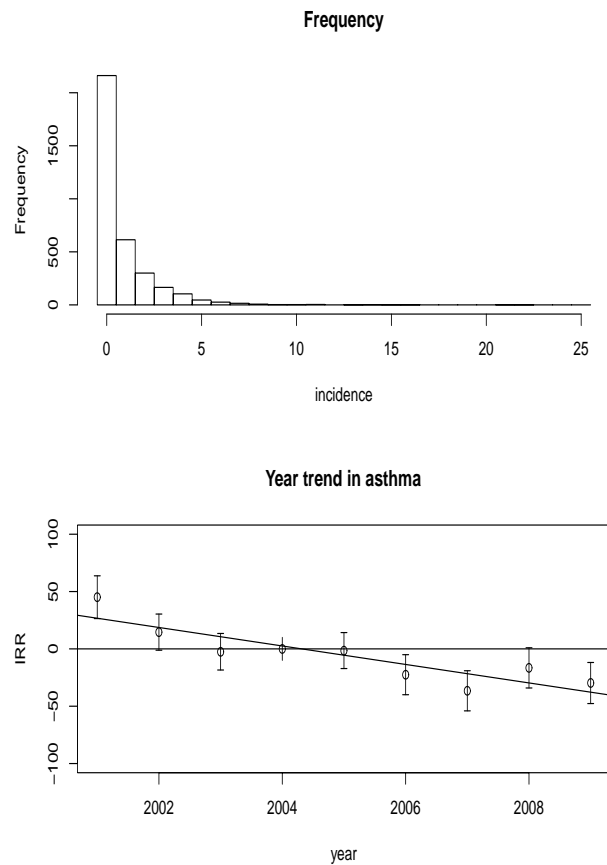 Frequency
Frequency
1500
500
0
0 5 10 15 20 25
incidence
Year trend in asthma
IRR
100
50
0
−50
−100
2002 2004 2006 2008
year